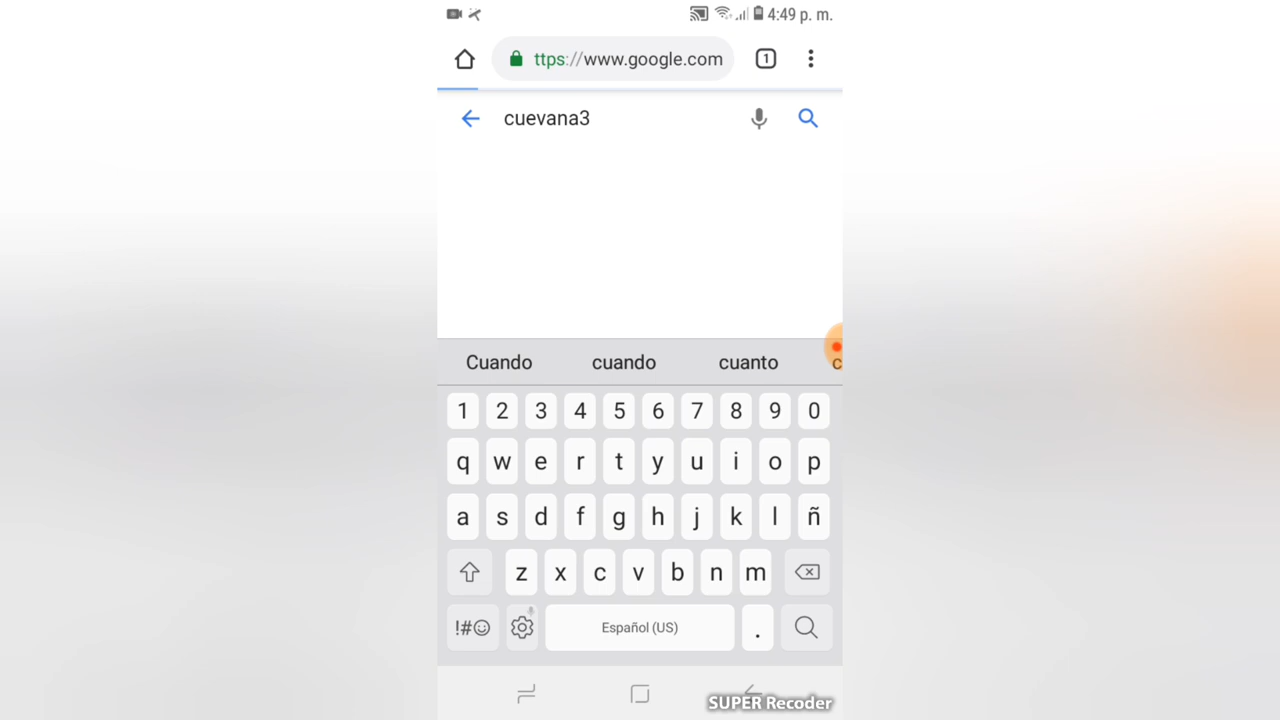 4:49 p. m.
ttps://www.google.com 1
cuevana3
Cuando cuando cuanto c
1 2 3 4 5 6 7 8 9 0
q w e r t y u i o p
a s d f g h j k l ñ
z x c v b n m
!#☺ Español (US) .
SUPER Recoder